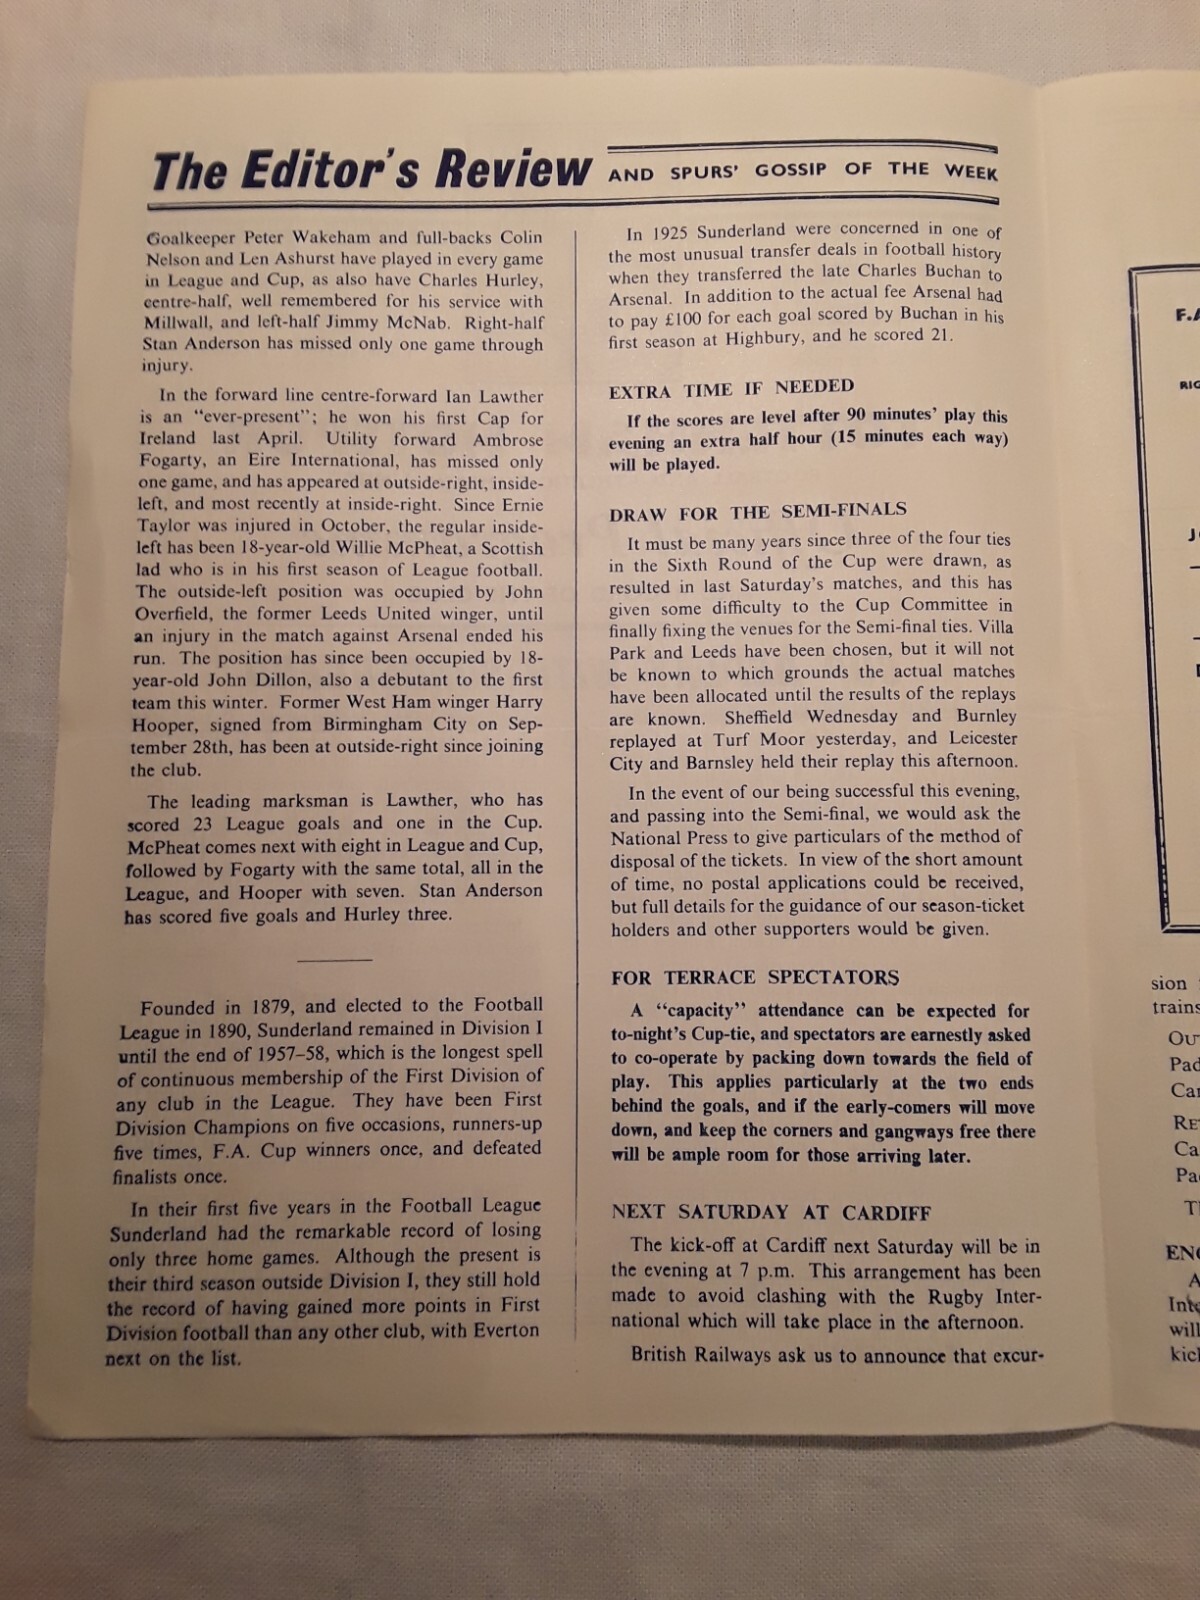 The Editor's Review AND SPURS' GOSSIP OF THE WEEK
Goalkeeper Peter Wakeham and full-backs Colin
Nelson and Len Ashurst have played in every game
in League and Cup, as also have Charles Hurley,
centre-half, well remembered for his service with
Millwall, and left-half Jimmy McNab. Right-half
Stan Anderson has missed only one game through
injury.
In the forward line centre-forward Ian Lawther
is an "ever-present"; he won his first Cap for
Ireland last April. Utility forward Ambrose
Fogarty, an Eire International, has missed only
one game, and has appeared at outside-right, inside-
left, and most recently at inside-right. Since Ernie
Taylor was injured in October, the regular inside-
left has been 18-year-old Willie McPheat, a Scottish
lad who is in his first season of League football.
The outside-left position was occupied by John
Overfield, the former Leeds United winger, until
an injury in the match against Arsenal ended his
run. The position has since been occupied by 18-
year-old John Dillon, also a debutant to the first
team this winter. Former West Ham winger Harry
Hooper, signed from Birmingham City on Sep-
tember 28th, has been at outside-right since joining
the club.
The leading marksman is Lawther, who has
scored 23 League goals and one in the Cup.
McPheat comes next with eight in League and Cup,
followed by Fogarty with the same total, all in the
League, and Hooper with seven. Stan Anderson
has scored five goals and Hurley three.
Founded in 1879, and elected to the Football
League in 1890, Sunderland remained in Division I
until the end of 1957–58, which is the longest spell
of continuous membership of the First Division of
any club in the League. They have been First
Division Champions on five occasions, runners-up
five times, F.A. Cup winners once, and defeated
finalists once.
In their first five years in the Football League
Sunderland had the remarkable record of losing
only three home games. Although the present is
their third season outside Division I, they still hold
the record of having gained more points in First
Division football than any other club, with Everton
next on the list.
In 1925 Sunderland were concerned in one of
the most unusual transfer deals in football history
when they transferred the late Charles Buchan to
Arsenal. In addition to the actual fee Arsenal had
to pay £100 for each goal scored by Buchan in his
first season at Highbury, and he scored 21.
EXTRA TIME IF NEEDED
If the scores are level after 90 minutes' play this
evening an extra half hour (15 minutes each way)
will be played.
DRAW FOR THE SEMI-FINALS
It must be many years since three of the four ties
in the Sixth Round of the Cup were drawn, as
resulted in last Saturday's matches, and this has
given some difficulty to the Cup Committee in
finally fixing the venues for the Semi-final ties. Villa
Park and Leeds have been chosen, but it will not
be known to which grounds the actual matches
have been allocated until the results of the replays
are known. Sheffield Wednesday and Burnley
replayed at Turf Moor yesterday, and Leicester
City and Barnsley held their replay this afternoon.
In the event of our being successful this evening,
and passing into the Semi-final, we would ask the
National Press to give particulars of the method of
disposal of the tickets. In view of the short amount
of time, no postal applications could be received,
but full details for the guidance of our season-ticket
holders and other supporters would be given.
FOR TERRACE SPECTATORS
A "capacity" attendance can be expected for
to-night's Cup-tie, and spectators are earnestly asked
to co-operate by packing down towards the field of
play. This applies particularly at the two ends
behind the goals, and if the early-comers will move
down, and keep the corners and gangways free there
will be ample room for those arriving later.
NEXT SATURDAY AT CARDIFF
The kick-off at Cardiff next Saturday will be in
the evening at 7 p.m. This arrangement has been
made to avoid clashing with the Rugby Inter-
national which will take place in the afternoon.
British Railways ask us to announce that excur-
F.A
RIG
sion
trains
Pad
Ca
Pa
will